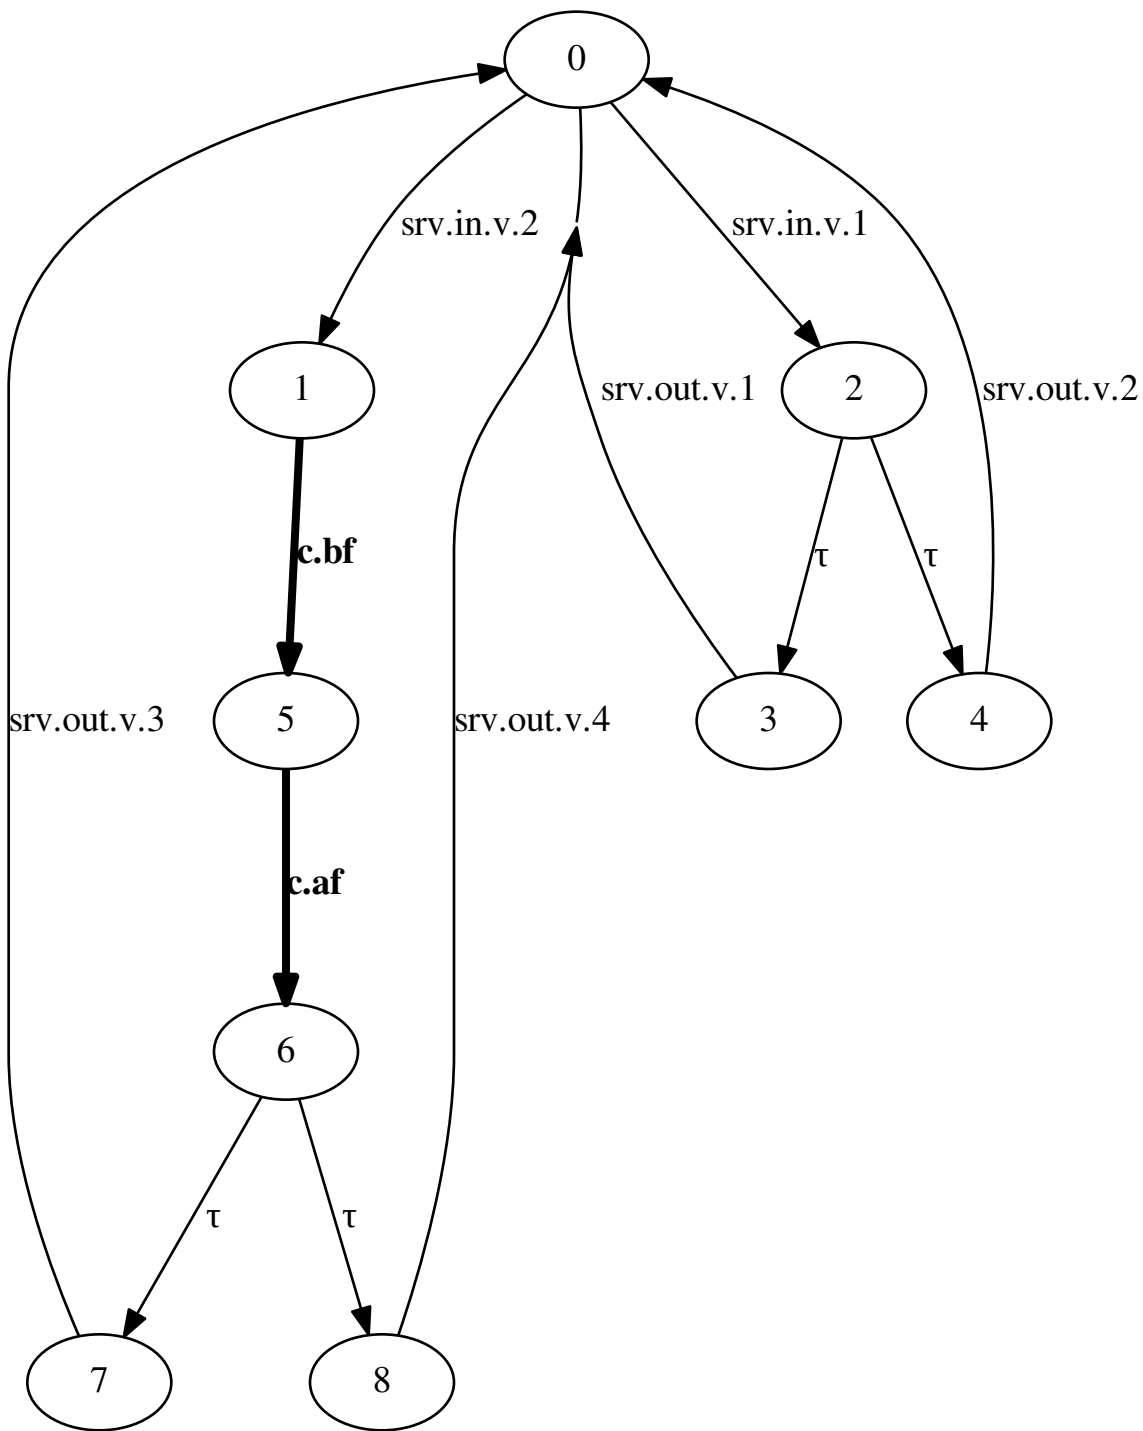 0
srv.in.v.2
srv.in.v.1
1
srv.out.v.1
2
srv.out.v.2
c.bf
τ
τ
srv.out.v.3
5
srv.out.v.4
3
4
c.af
6
τ
τ
7
8